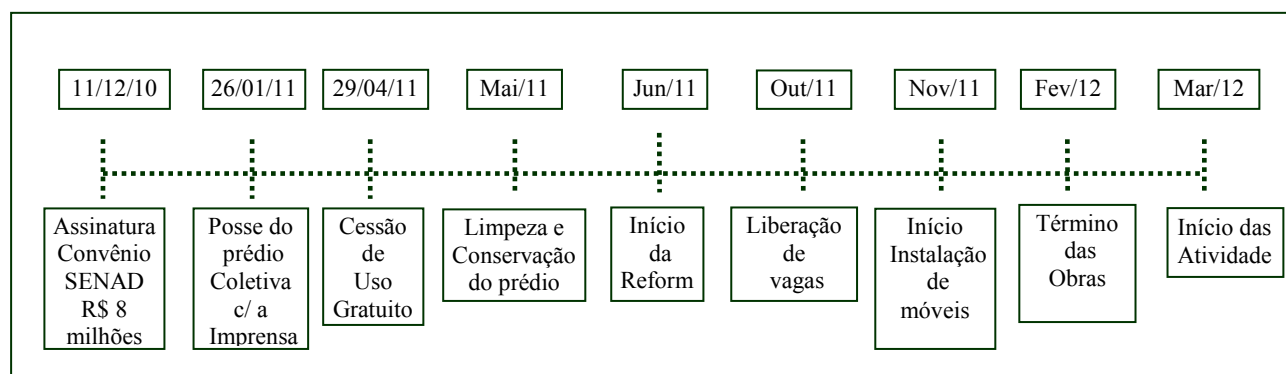 11/12/10
26/01/11
29/04/11
Mai/11
Jun/11
Out/11
Nov/11
Fev/12
Mar/12
Assinatura
Convênio
SENAD
R$ 8
milhões
Posse do
prédio
Coletiva
c/ a
Imprensa
Cessão
de
Uso
Gratuito
Limpeza e
Conservação
do prédio
Início
da
Reform
Liberação
de
vagas
Início
Instalação
de
móveis
Término
das
Obras
Início das
Atividade